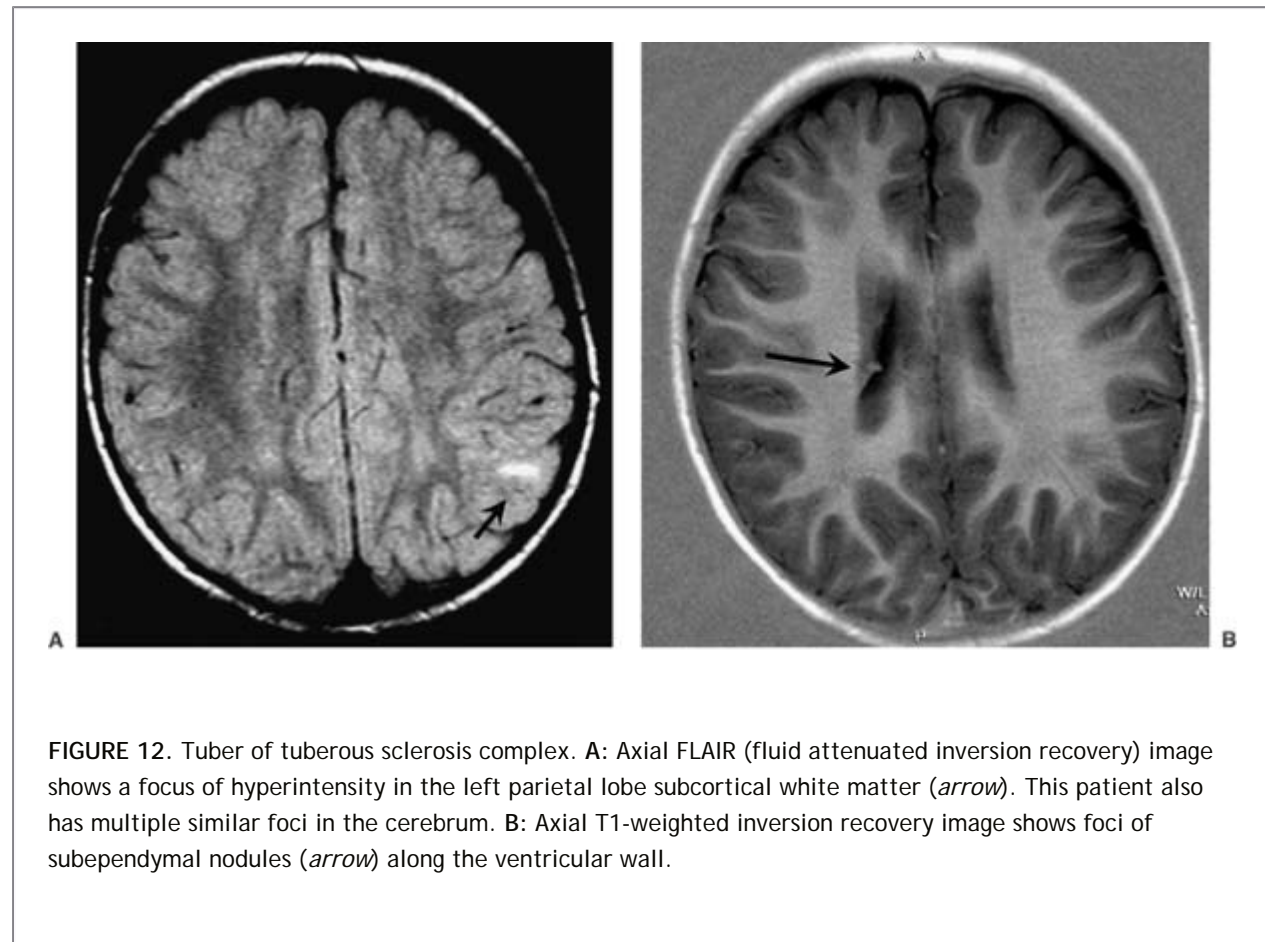 A
W/L
A
P
A
B
FIGURE 12. Tuber of tuberous sclerosis complex. A: Axial FLAIR (fluid attenuated inversion recovery) image
shows a focus of hyperintensity in the left parietal lobe subcortical white matter (arrow). This patient also
has multiple similar foci in the cerebrum. B: Axial T1-weighted inversion recovery image shows foci of
subependymal nodules (arrow) along the ventricular wall.